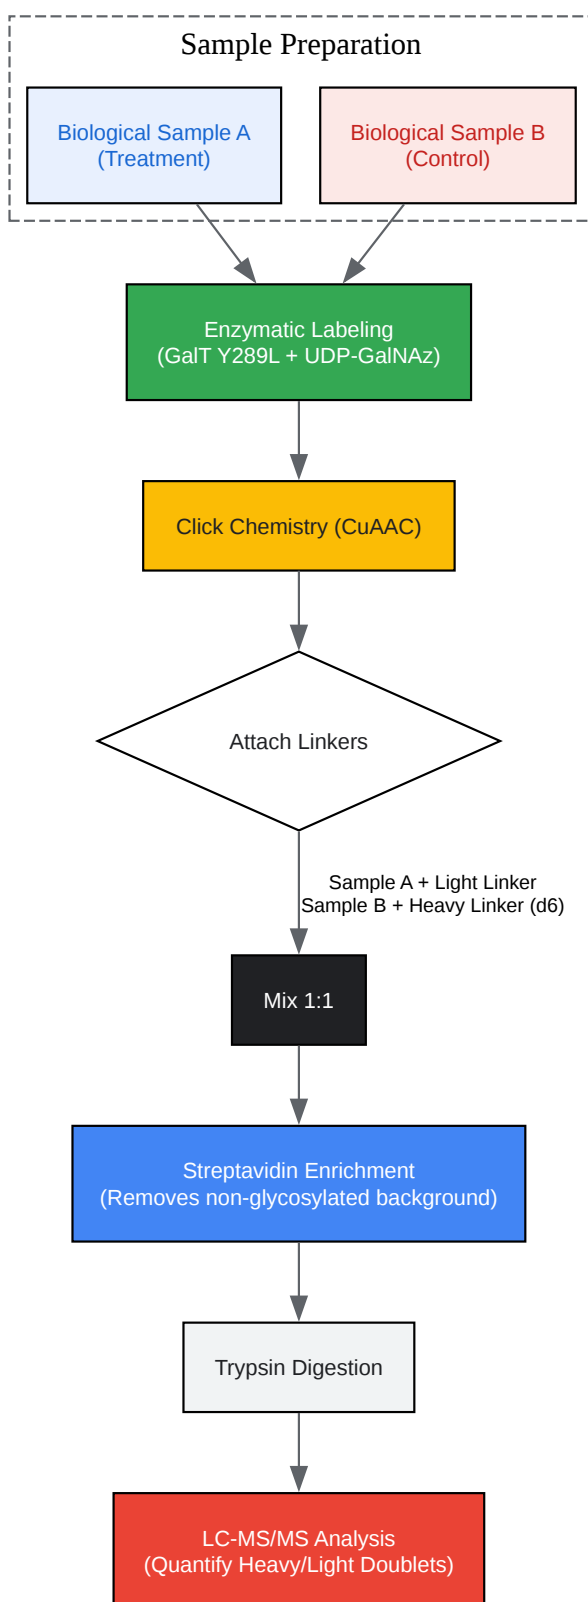 Sample Preparation
Biological Sample A
(Treatment)
Biological Sample B
(Control)
Enzymatic Labeling
(GalT Y289L + UDP-GalNAz)
Click Chemistry (CuAAC)
Attach Linkers
Sample A + Light Linker
Sample B + Heavy Linker (d6)
Mix 1:1
Streptavidin Enrichment
(Removes non-glycosylated background)
Trypsin Digestion
LC-MS/MS Analysis
(Quantify Heavy/Light Doublets)